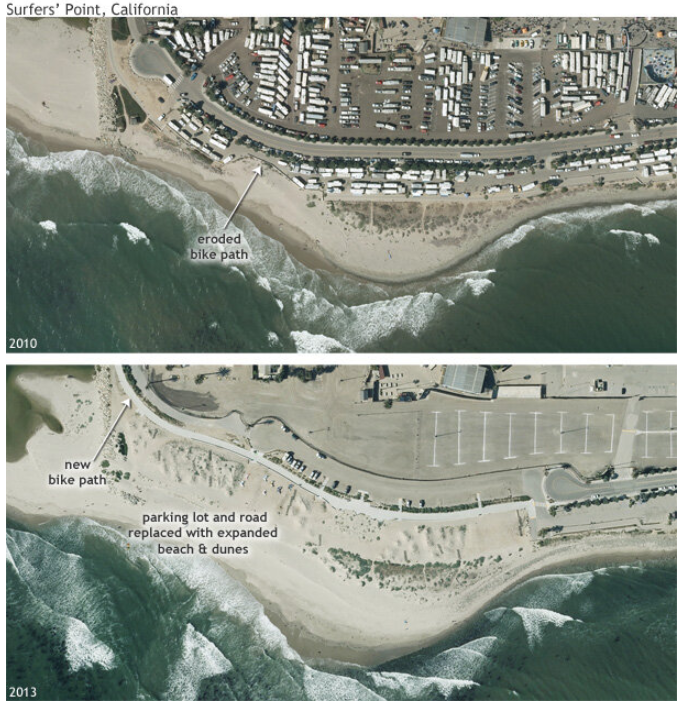 Surfers' Point, California
eroded
bike path
2010
new
bike path
parking lot and road
replaced with expanded
beach & dunes
2013